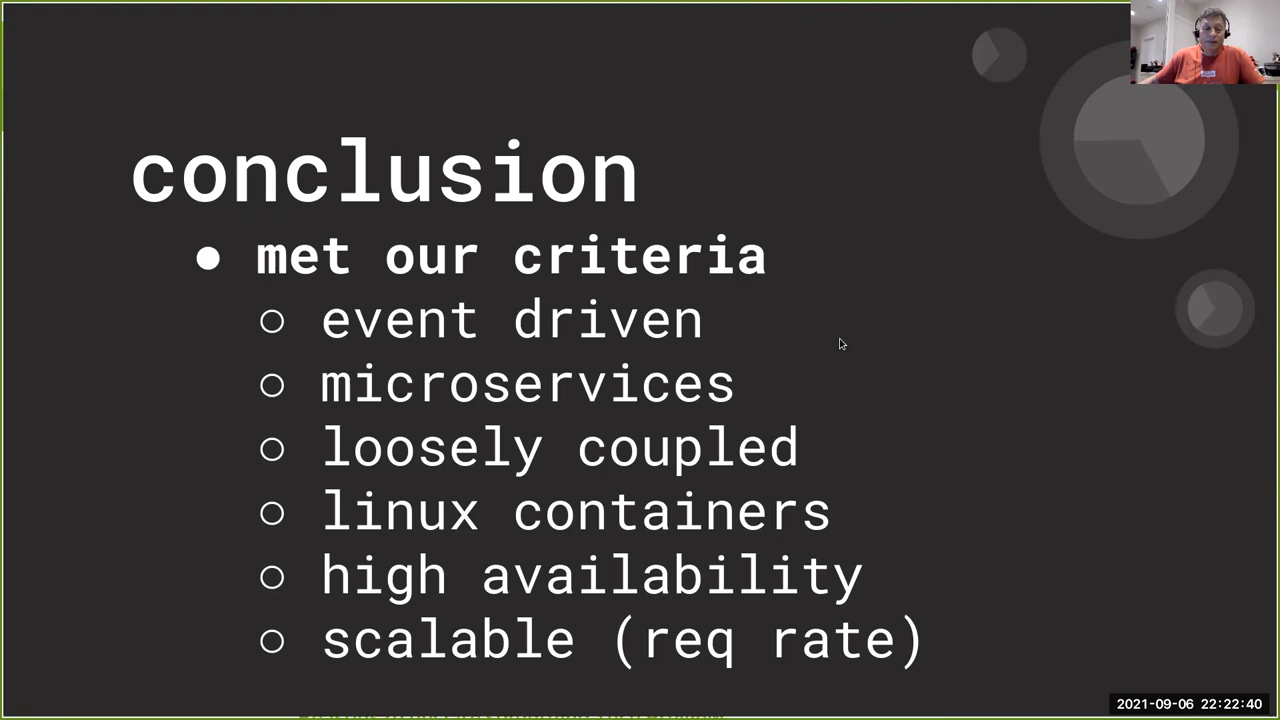 conclusion
● met our criteria
○ event driven
○ microservices
○ loosely coupled
○ linux containers
○ high availability
○ scalable (req rate)
2021-09-06 22:22:40